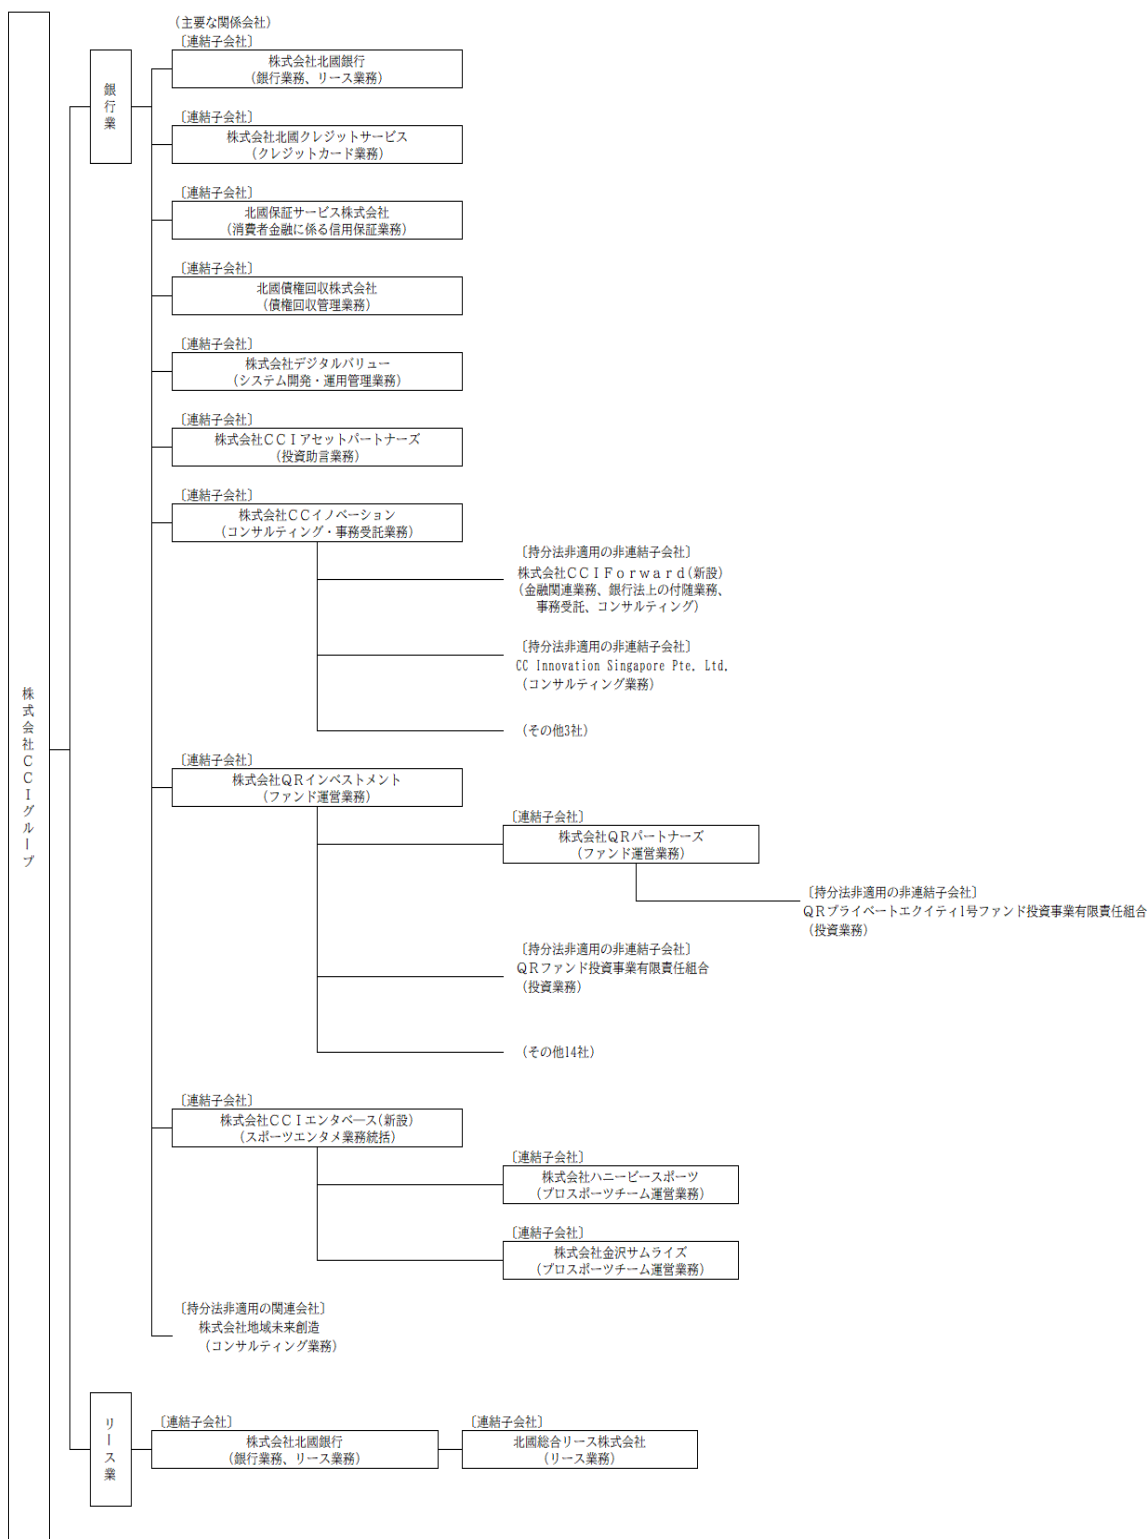 (主要な関係会社)
〔連結子会社〕
株式会社北國銀行
(銀行業務、リース業務)
銀行業
〔連結子会社〕
株式会社北國クレジットサービス
(クレジットカード業務)
〔連結子会社〕
北國保証サービス株式会社
(消費者金融に係る信用保証業務)
〔連結子会社〕
北國債権回収株式会社
(債権回収管理業務)
〔連結子会社〕
株式会社デジタルバリュー
(システム開発・運用管理業務)
〔連結子会社〕
株式会社CCIアセットパートナーズ
(投資助言業務)
〔連結子会社〕
株式会社CCイノベーション
(コンサルティング・事務受託業務)
〔持分法非適用の非連結子会社〕
株式会社CCIForward(新設)
(金融関連業務、銀行法上の付随業務、
事務受託、コンサルティング)
〔持分法非適用の非連結子会社〕
CC Innovation Singapore Pte. Ltd.
(コンサルティング業務)
(その他3社)
株式会社CCIグループ
〔連結子会社〕
株式会社QRインベストメント
(ファンド運営業務)
〔連結子会社〕
株式会社QRパートナーズ
(ファンド運営業務)
〔持分法非適用の非連結子会社〕
QRプライベートエクイティ1号ファンド投資事業有限責任組合
(投資業務)
〔持分法非適用の非連結子会社〕
QRファンド投資事業有限責任組合
(投資業務)
(その他14社)
〔連結子会社〕
株式会社CCIエンタベース(新設)
(スポーツエンタメ業務統括)
〔連結子会社〕
株式会社ハニービースポーツ
(プロスポーツチーム運営業務)
〔連結子会社〕
株式会社金沢サムライズ
(プロスポーツチーム運営業務)
〔持分法非適用の関連会社〕
株式会社地域未来創造
(コンサルティング業務)
リース業
〔連結子会社〕
株式会社北國銀行
(銀行業務、リース業務)
〔連結子会社〕
北國総合リース株式会社
(リース業務)